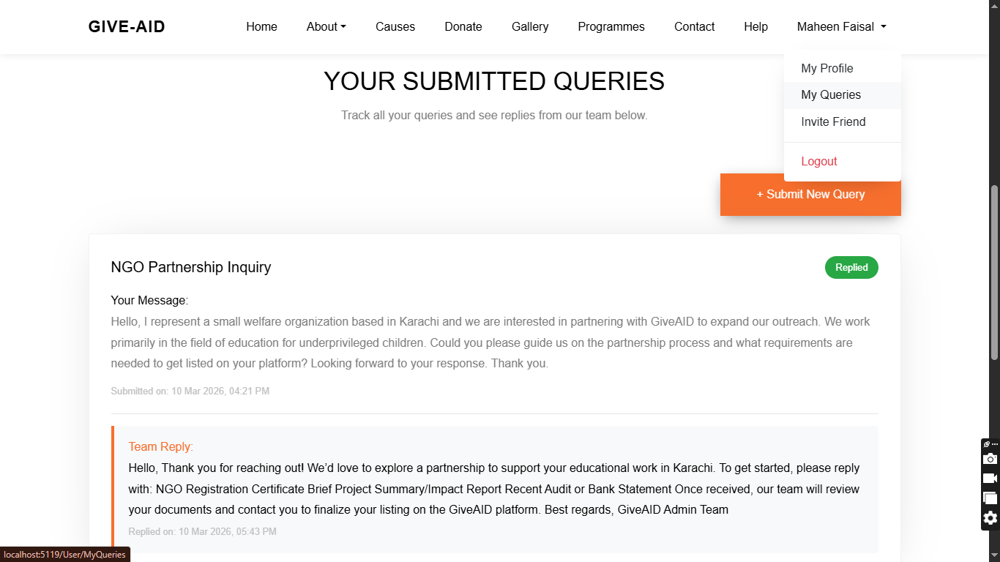 GIVE-AID
Home
About
Causes
Donate
Gallery
Programmes
Contact
Help
Maheen Faisal
My Profile
My Queries
Invite Friend
Logout
YOUR SUBMITTED QUERIES
Track all your queries and see replies from our team below.
+ Submit New Query
NGO Partnership Inquiry
Replied
Your Message:
Hello, I represent a small welfare organization based in Karachi and we are interested in partnering with GiveAID to expand our outreach. We work
primarily in the field of education for underprivileged children. Could you please guide us on the partnership process and what requirements are
needed to get listed on your platform? Looking forward to your response. Thank you.
Submitted on: 10 Mar 2026, 04:21 PM
Team Reply:
Hello, Thank you for reaching out! We’d love to explore a partnership to support your educational work in Karachi. To get started, please reply
with: NGO Registration Certificate Brief Project Summary/Impact Report Recent Audit or Bank Statement Once received, our team will review
your documents and contact you to finalize your listing on the GiveAID platform. Best regards, GiveAID Admin Team
Replied on: 10 Mar 2026, 05:43 PM
localhost:5119/User/MyQueries